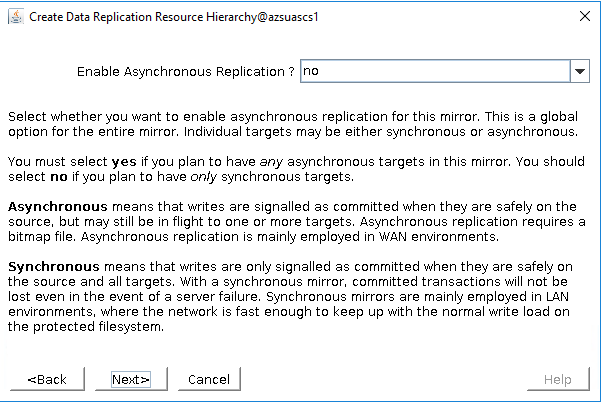 Create Data Replication Resource Hierarchy@azsuascs1
Enable Asynchronous Replication ? no
Select whether you want to enable asynchronous replication for this mirror. This is a global
option for the entire mirror. Individual targets may be either synchronous or asynchronous.
You must select yes if you plan to have any asynchronous targets in this mirror. You should
select no if you plan to have only synchronous targets.
Asynchronous means that writes are signalled as committed when they are safely on the
source, but may still be in flight to one or more targets. Asynchronous replication requires a
bitmap file. Asynchronous replication is mainly employed in WAN environments.
Synchronous means that writes are only signalled as committed when they are safely on
the source and all targets. With a synchronous mirror, committed transactions will not be
lost even in the event of a server failure. Synchronous mirrors are mainly employed in LAN
environments, where the network is fast enough to keep up with the normal write load on
the protected filesystem.
<Back Next> Cancel Help